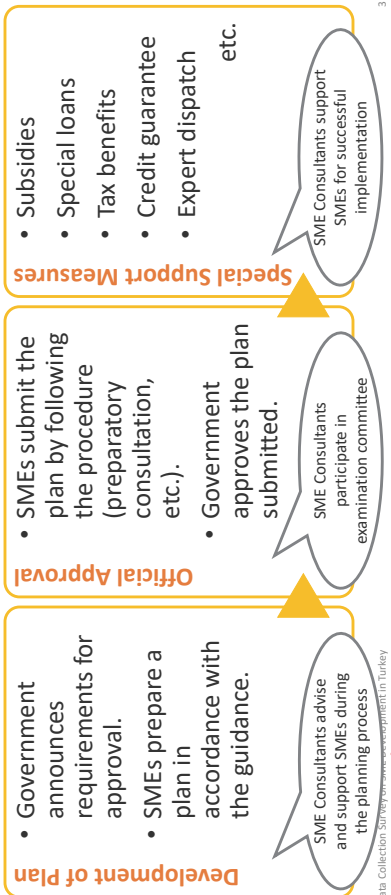 Development of Plan
• Government
announces
requirements for
approval.
• SMEs prepare a
plan in
accordance with
the guidance.
SME Consultants advise
and support SMEs during
the planning process
Official Approval
• SMEs submit the
plan by following
the procedure
(preparatory
consultation,
etc.).
• Government
approves the plan
submitted.
SME Consultants
participate in
examination committee
Special Support Measures
• Subsidies
• Special loans
• Tax benefits
• Credit guarantee
• Expert dispatch
etc.
SME Consultants support
SMEs for successful
implementation
Collection Survey on SME Development in Turkey
3